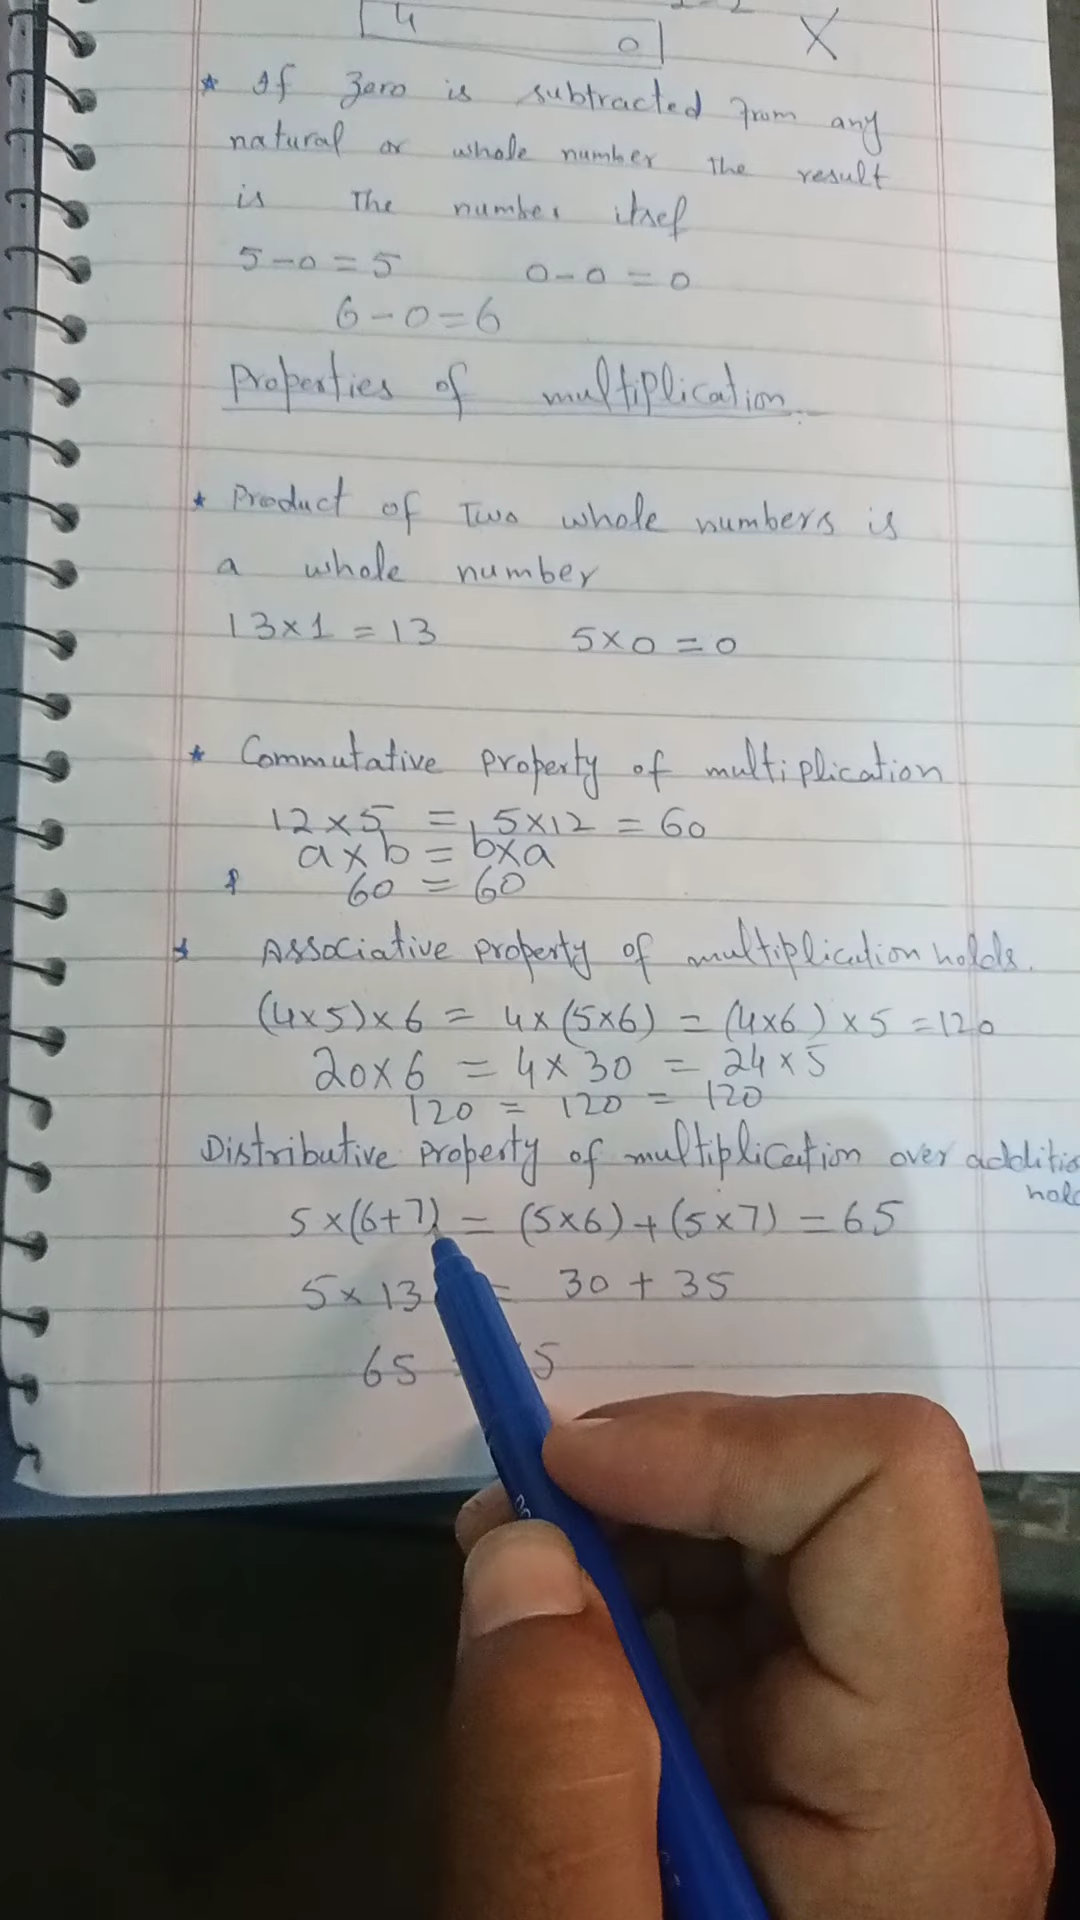 4
0 X
* If zero is subtracted from any
natural or whole number the result
is The number itsef
5-0=5 0-0=0
6-0=6
Properties of multiplication
* Product of Two whole numbers is
a whole number
13×1=13 5×0=0
* Commutative property of multiplication
12×5 = 5×12 = 60
a×b = b×a
60 = 60
* Associative property of multiplication holds.
(4×5)×6 = 4×(5×6) = (4×6)×5 = 120
20×6 = 4×30 = 24×5
120 = 120 = 120
Distributive property of multiplication over additio
hold
5×(6+7) = (5×6)+(5×7) = 65
5×13 = 30+35
65 5